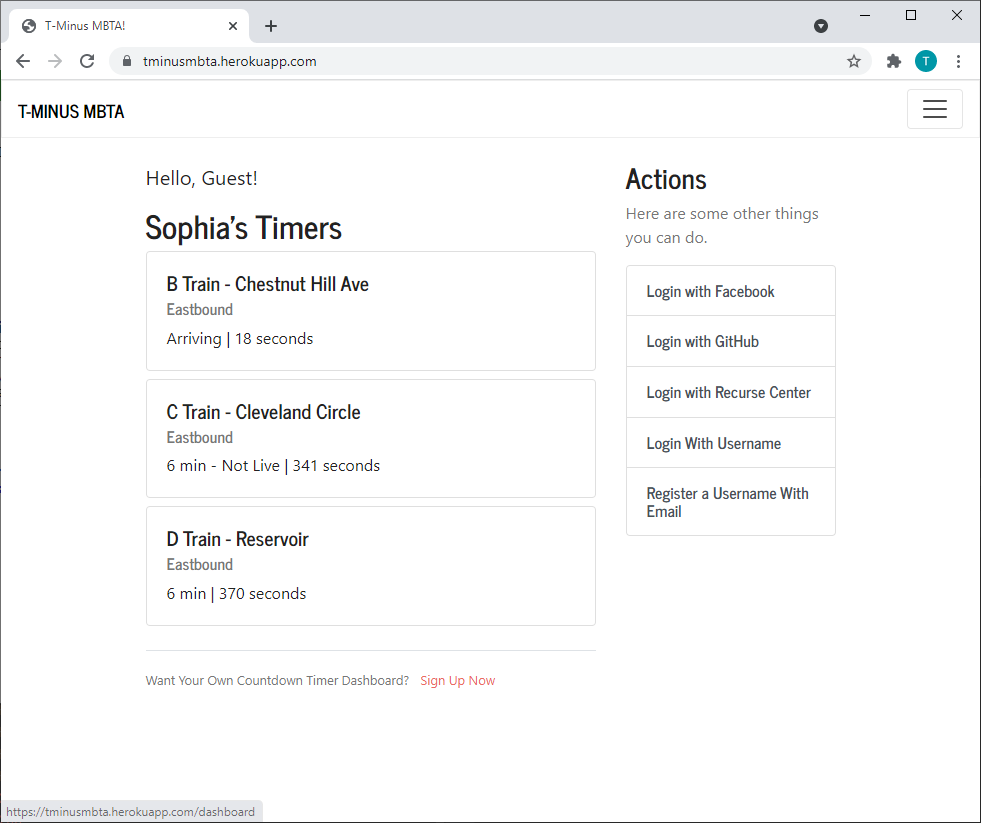 T-Minus MBTA!
tminusmbta.herokuapp.com
T
T-MINUS MBTA
Hello, Guest!
Sophia's Timers
B Train - Chestnut Hill Ave
Eastbound
Arriving | 18 seconds
C Train - Cleveland Circle
Eastbound
6 min - Not Live | 341 seconds
D Train - Reservoir
Eastbound
6 min | 370 seconds
Want Your Own Countdown Timer Dashboard? Sign Up Now
Actions
Here are some other things
you can do.
Login with Facebook
Login with GitHub
Login with Recurse Center
Login With Username
Register a Username With
Email
https://tminusmbta.herokuapp.com/dashboard